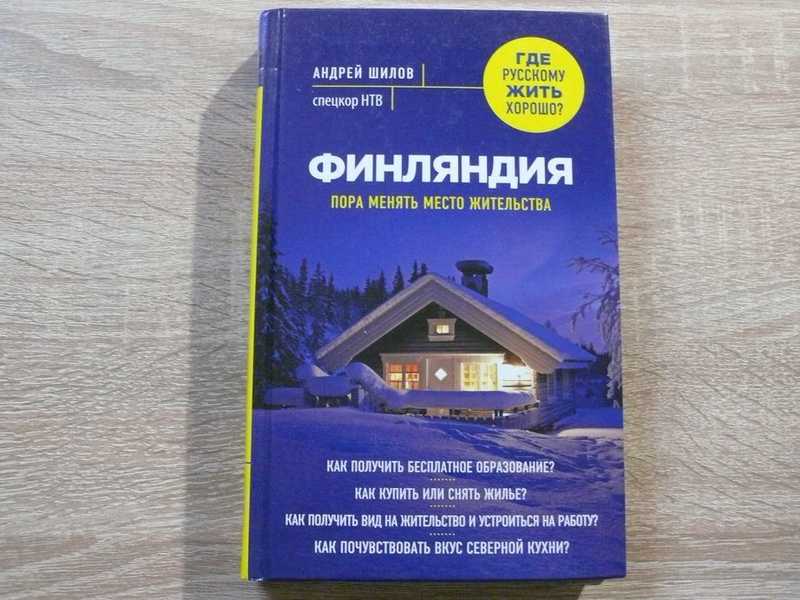 АНДРЕЙ ШИЛОВ
спецкор НТВ
ГДЕ
РУССКОМУ
ЖИТЬ
ХОРОШО?
ФИНЛЯНДИЯ
ПОРА МЕНЯТЬ МЕСТО ЖИТЕЛЬСТВА
КАК ПОЛУЧИТЬ БЕСПЛАТНОЕ ОБРАЗОВАНИЕ?
КАК КУПИТЬ ИЛИ СНЯТЬ ЖИЛЬЕ?
КАК ПОЛУЧИТЬ ВИД НА ЖИТЕЛЬСТВО И УСТРОИТЬСЯ НА РАБОТУ?
КАК ПОЧУВСТВОВАТЬ ВКУС СЕВЕРНОЙ КУХНИ?